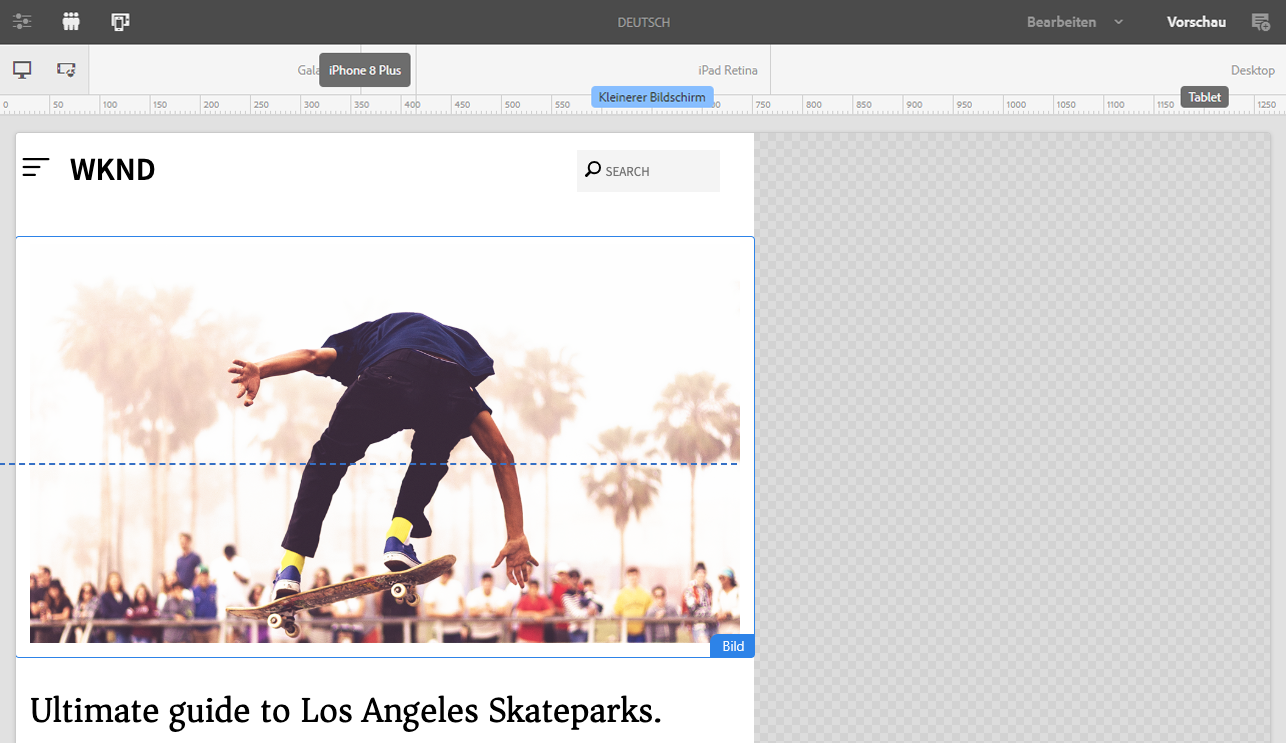 DEUTSCH Bearbeiten Vorschau
Gala iPhone 8 Plus iPad Retina Desktop
Kleinerer Bildschirm Tablet
0 50 100 150 200 250 300 350 400 450 500 550 750 800 850 900 950 1000 1050 1100 1150 1250
WKND SEARCH
Bild
Ultimate guide to Los Angeles Skateparks.